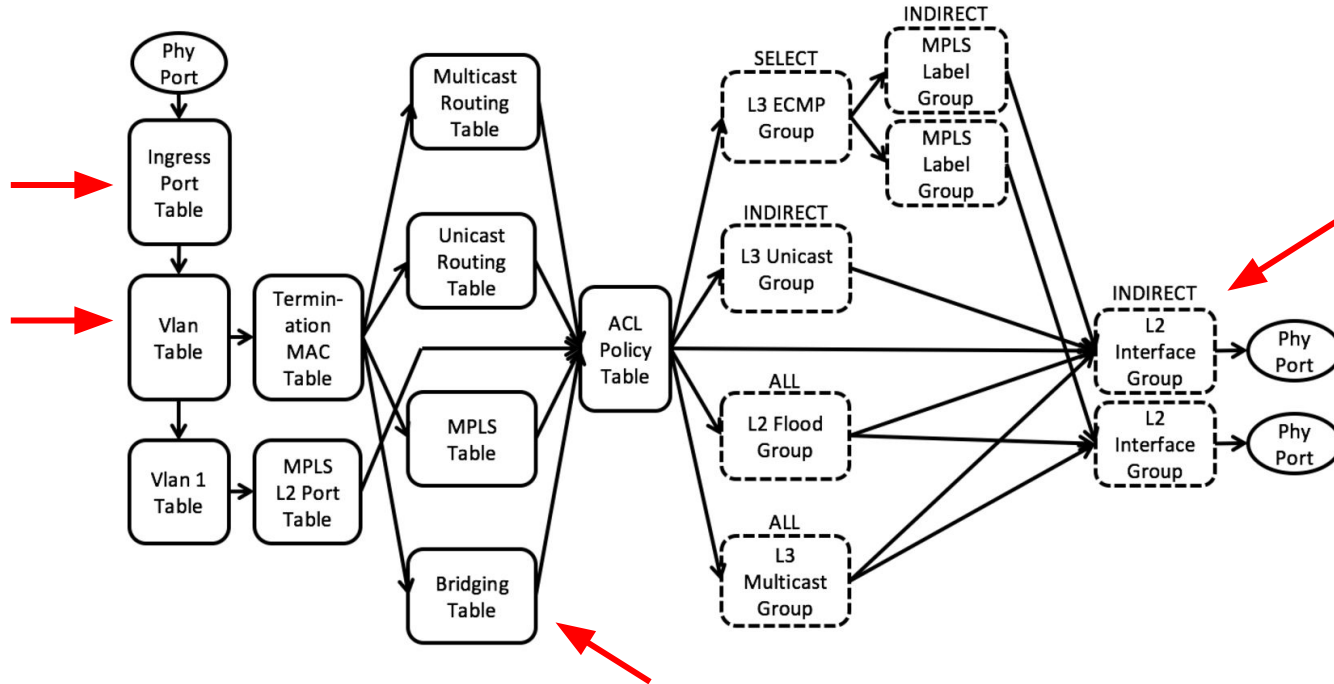 Phy
Port
Ingress
Port
Table
Vlan
Table
Vlan 1
Table
Termin-
ation
MAC
Table
MPLS
L2 Port
Table
Multicast
Routing
Table
Unicast
Routing
Table
MPLS
Table
Bridging
Table
ACL
Policy
Table
SELECT
L3 ECMP
Group
INDIRECT
L3 Unicast
Group
ALL
L2 Flood
Group
ALL
L3
Multicast
Group
INDIRECT
MPLS
Label
Group
MPLS
Label
Group
INDIRECT
L2
Interface
Group
L2
Interface
Group
Phy
Port
Phy
Port